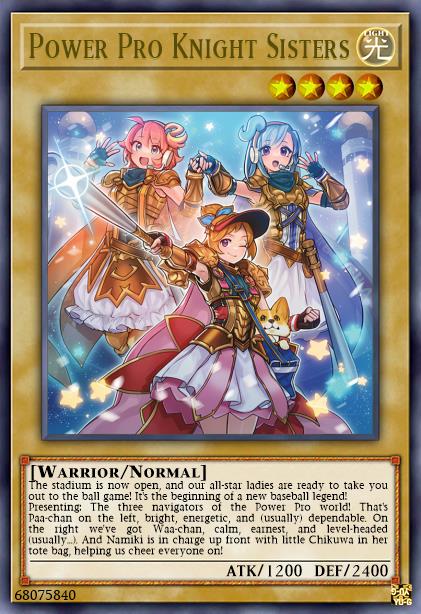 Power Pro Knight Sisters
LIGHT
光
[Warrior/Normal]
The stadium is now open, and our all-star ladies are ready to take you
out to the ball game! It's the beginning of a new baseball legend!
Presenting: The three navigators of the Power Pro world! That's
Paa-chan on the left, bright, energetic, and (usually) dependable. On
the right we've got Waa-chan, calm, earnest, and level-headed
(usually...). And Namiki is in charge up front with little Chikuwa in her
tote bag, helping us cheer everyone on!
ATK/1200 DEF/2400
68075840